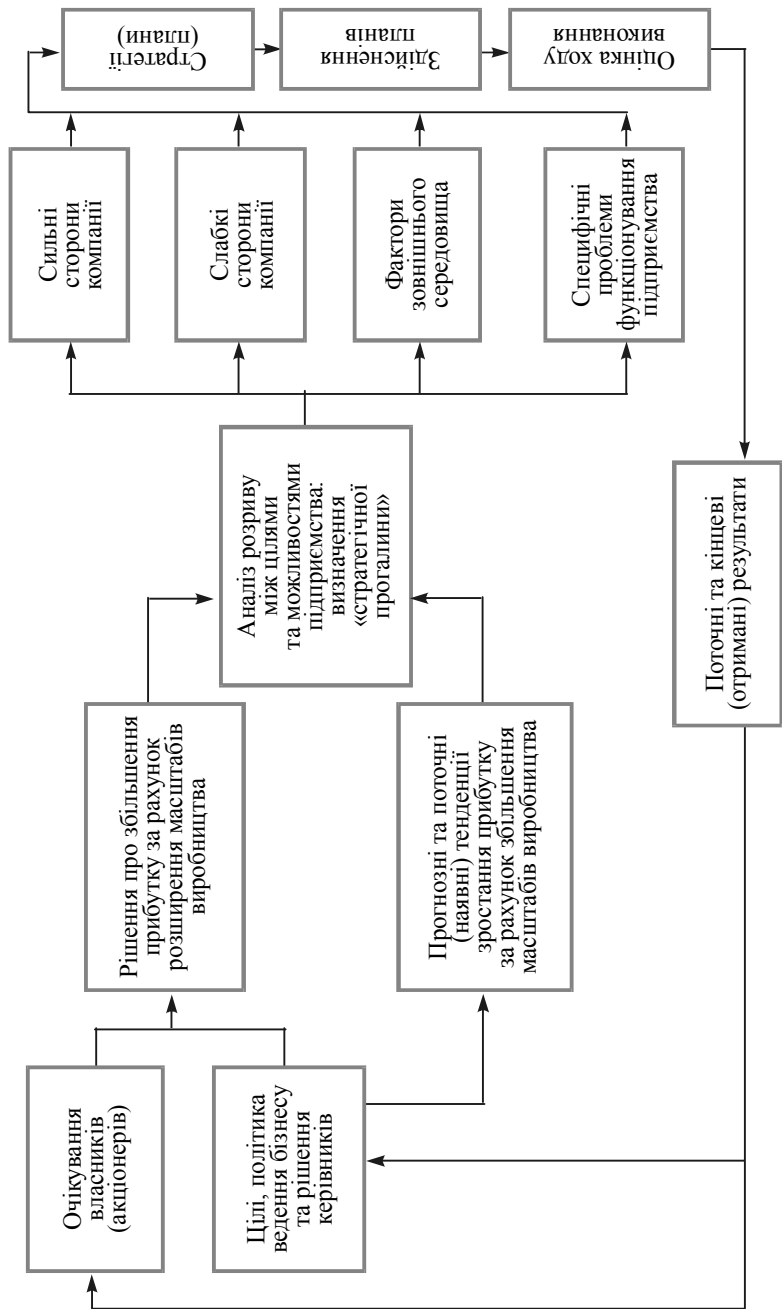 Очікування
власників
(акціонерів)
Цілі, політика
ведення бізнесу
та рішення
керівників
Рішення про збільшення
прибутку за рахунок
розширення масштабів
виробництва
Прогнозні та поточні
(наявні) тенденції
зростання прибутку
за рахунок збільшення
масштабів виробництва
Аналіз розриву
між цілями
та можливостями
підприємства:
визначення
«стратегічної
прогалини»
Сильні
сторони
компанії
Слабкі
сторони
компанії
Фактори
зовнішнього
середовища
Специфічні
проблеми
функціонування
підприємства
Стратегії
(плани)
Здійснення
планів
Оцінка ходу
виконання
Поточні та кінцеві
(отримані) результати